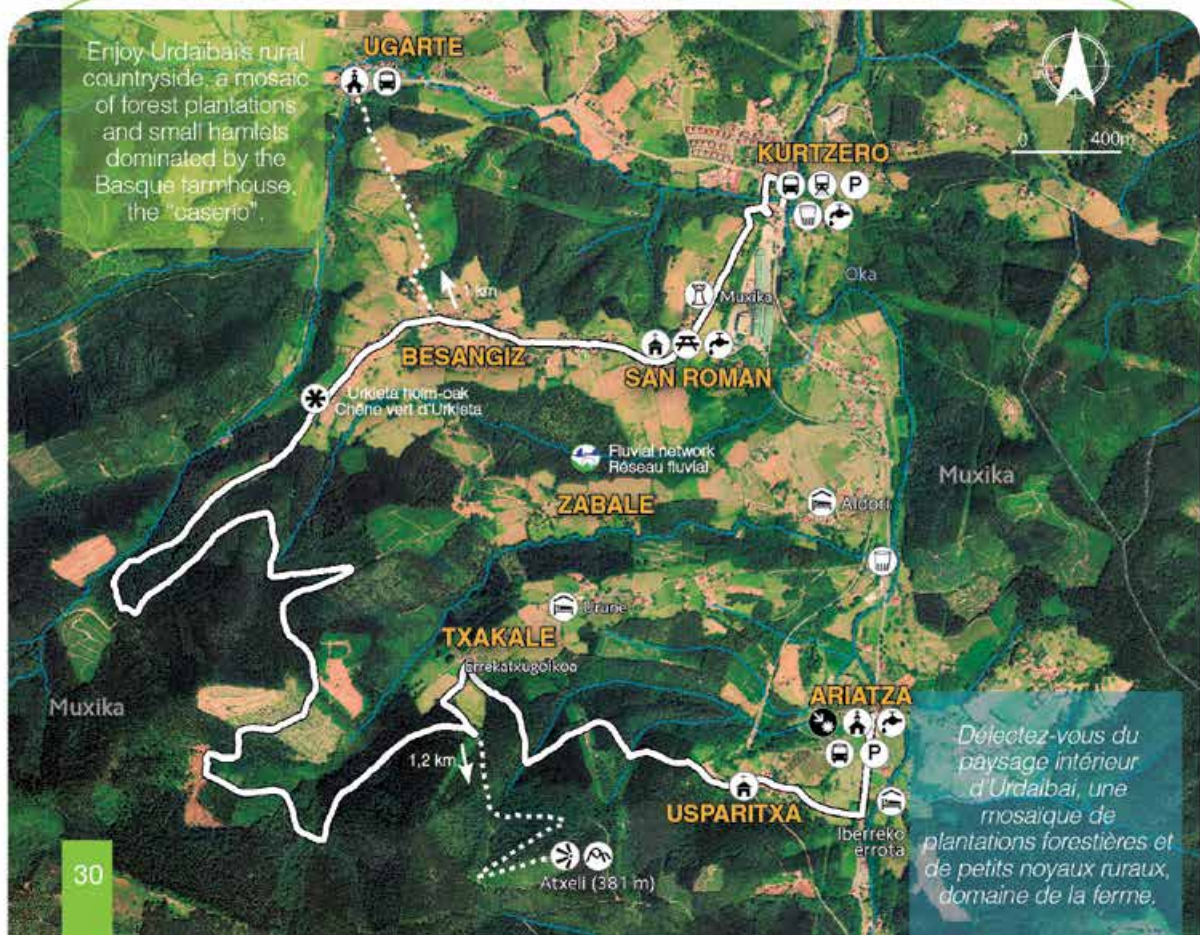 Enjoy Urdaibai's rural
countryside, a mosaic
of forest plantations
and small hamlets
dominated by the
Basque farmhouse,
the "caserio".
UGARTE
0 400m
KURTZERO
P
Oka
1 km
Muxika
BESANGIZ
SAN ROMAN
Urkieta holm-oak
Chêne vert d'Urkieta
Fluvial network
Réseau fluvial
Muxika
ZABALE
Aldori
Urune
TXAKALE
Errekatxugoikoa
Muxika
ARIATZA
P
1,2 km
USPARITXA
Iberreko
errota
Atxeli (381 m)
Délectez-vous du
paysage intérieur
d'Urdaibai, une
mosaïque de
plantations forestières et
de petits noyaux ruraux,
domaine de la ferme.
30